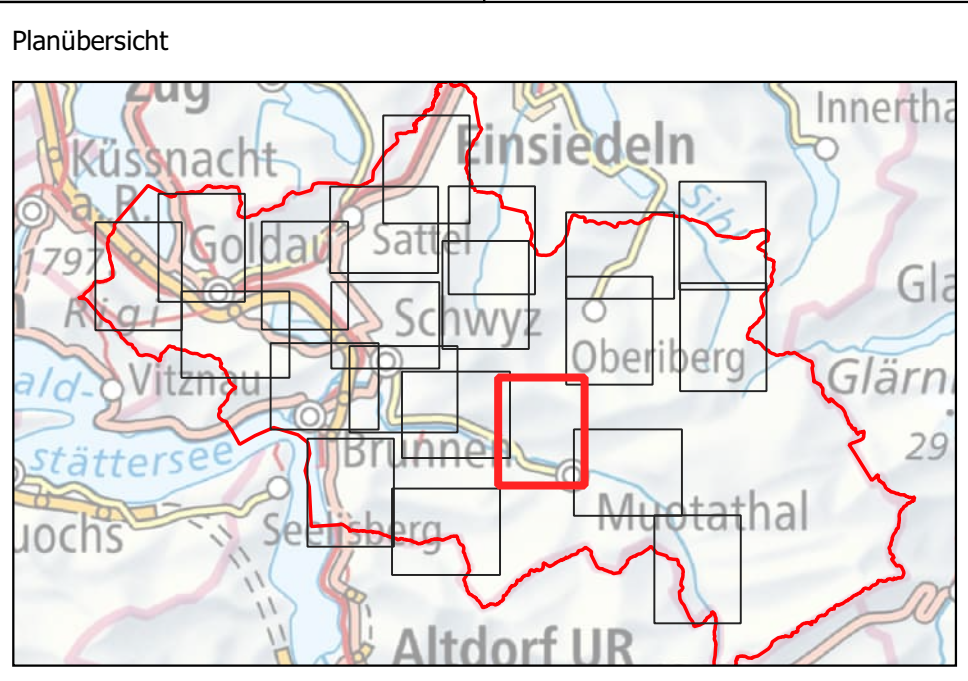 Planübersicht
Zug
Innertha
Küssnacht
a. R.
Einsiedeln
Sihl
Goldau
Sattel
1797
Rigi
Gla
Schwyz
Oberiberg
Glärn
ald-
Vitznau
29
stättersee
Brunnen
Muotathal
uochs
Seelisberg
Altdorf UR